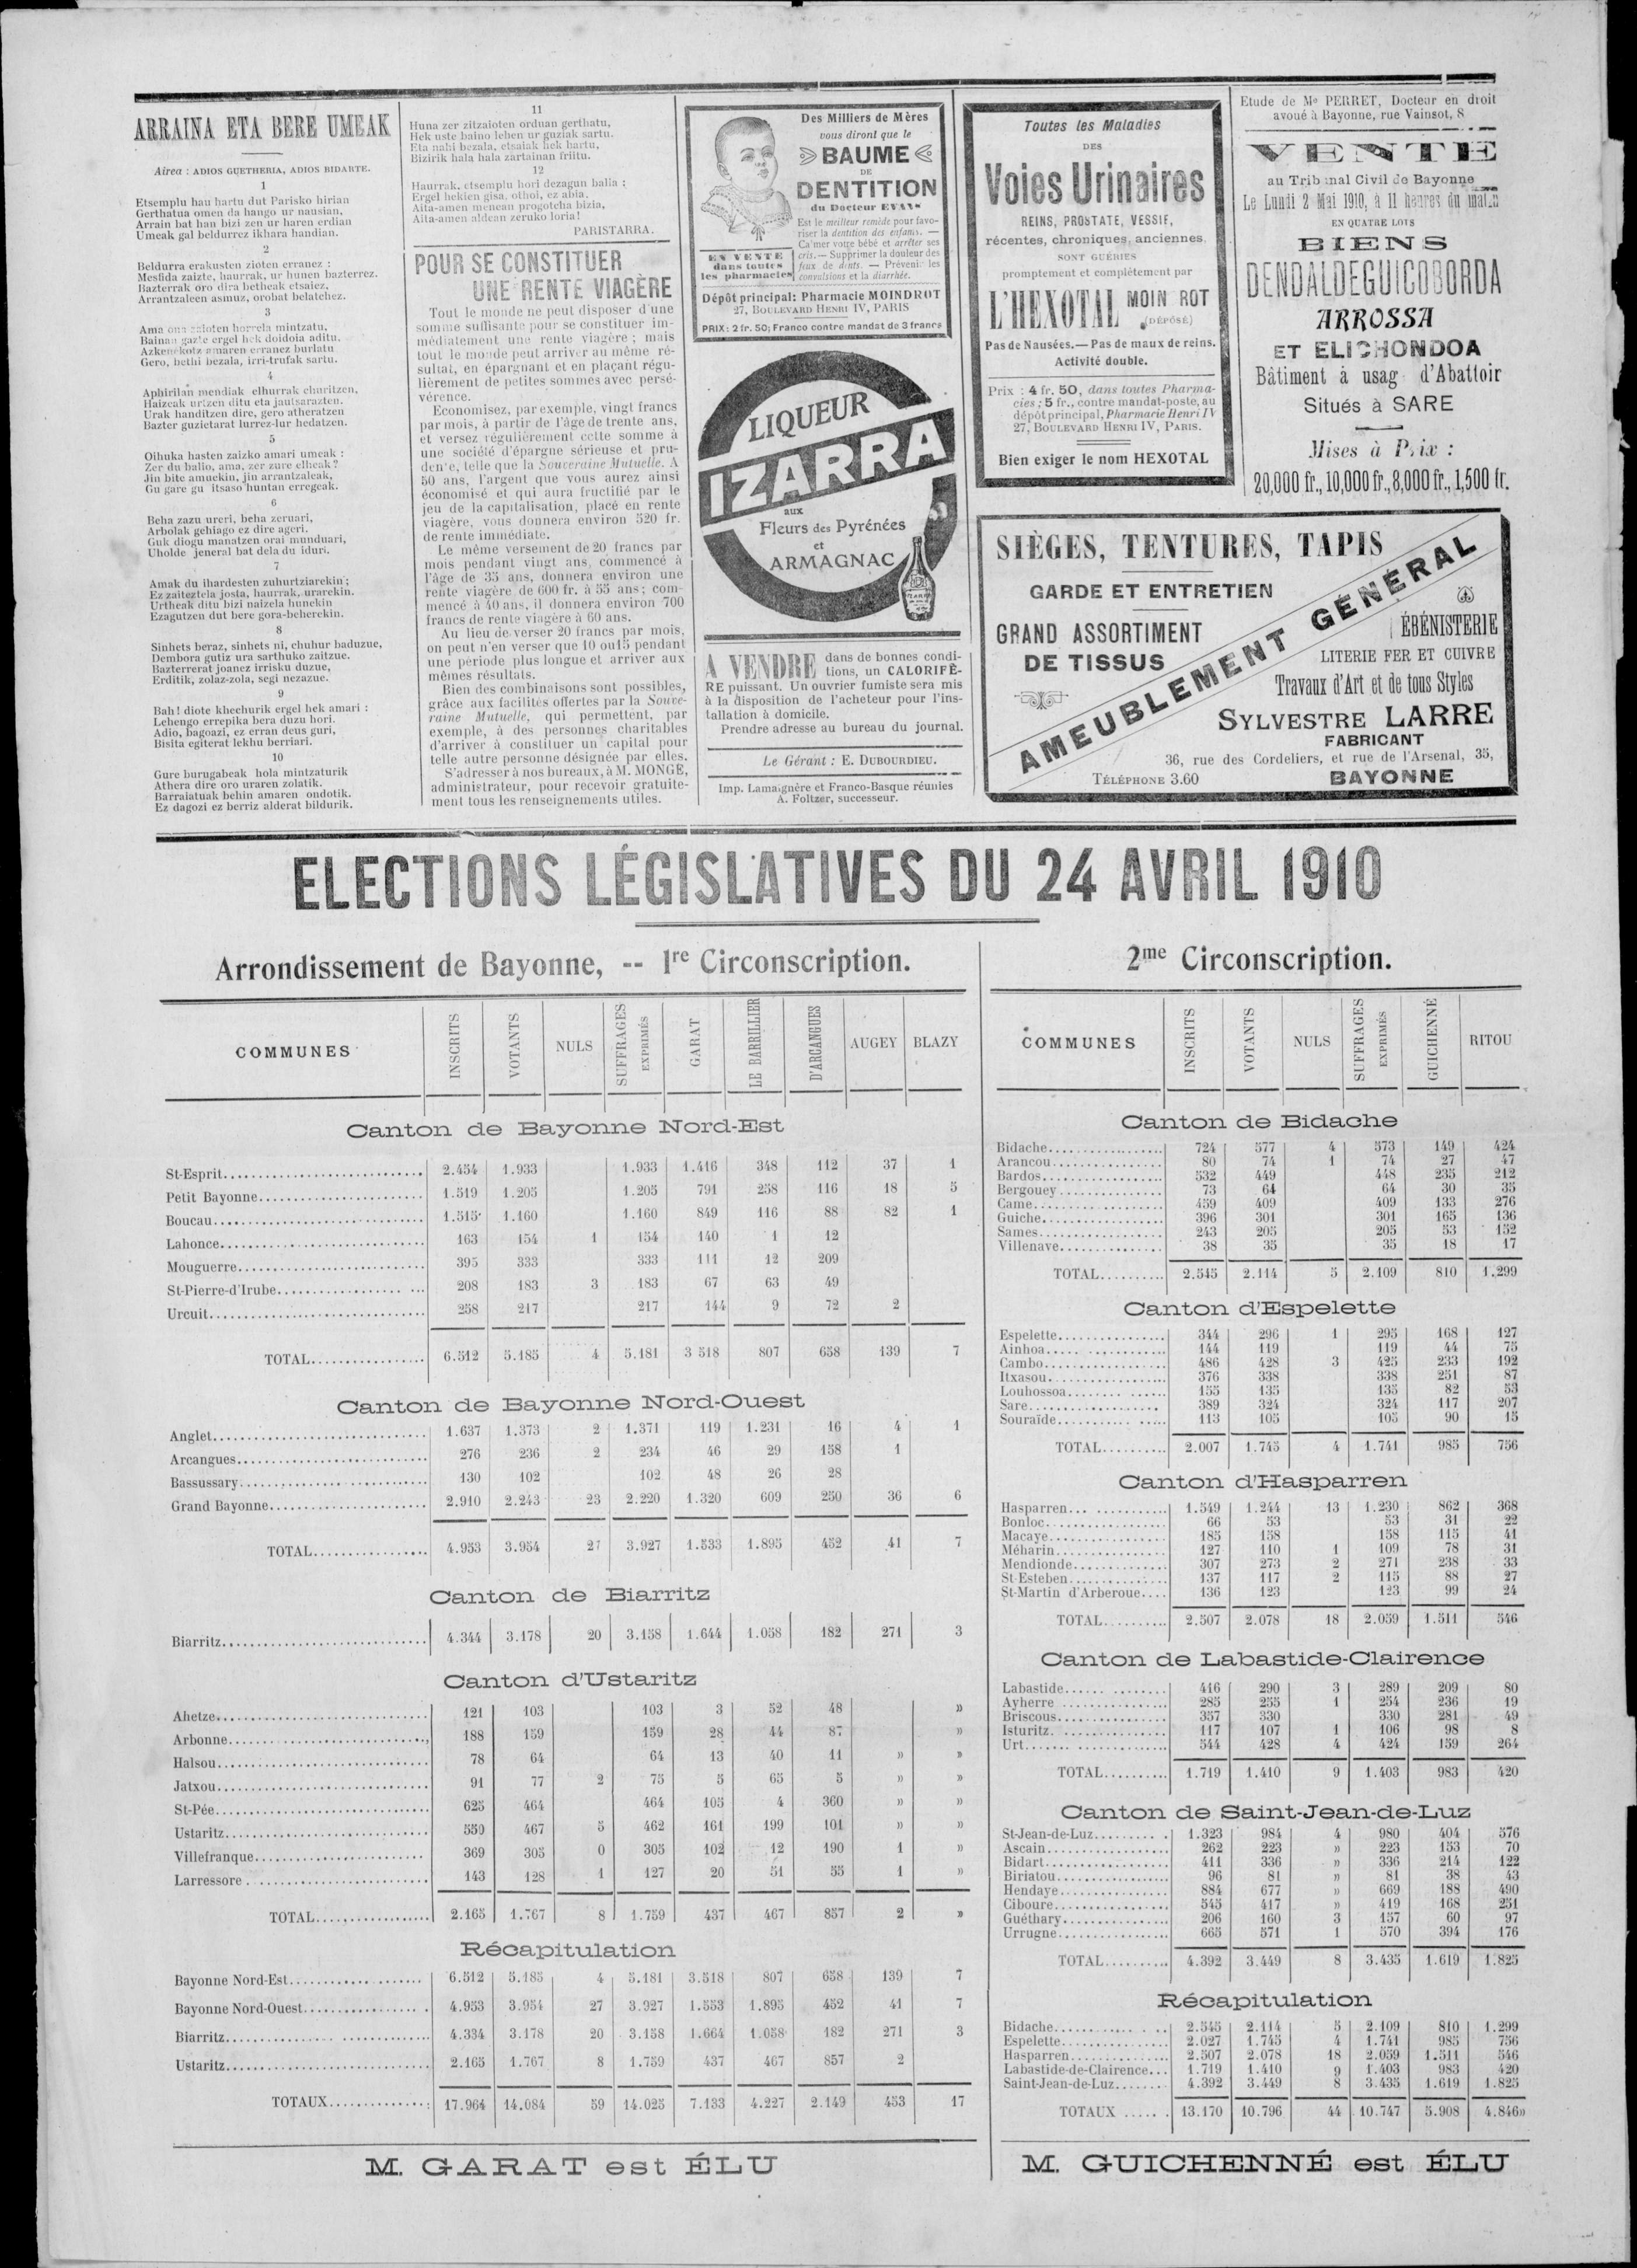 ARRAINA ETA BERE UMEAK
Airea : ADIOS GUETHERIA, ADIOS BIDARTE.
1
Etsemplu hau hartu dut Parisko hirian
Gerthatua omen da hango ur nausian,
Arrain bat han bizi zen ur haren erdian
Umeak gal beldurrez ikhara handian.
2
Beldurra erakusten zioten erranez :
Mesfida zaizte, haurrak, ur hunen bazterrez.
Bazterrak oro dira betheak etsaiez,
Arrantzaleen asmuz, orobat belatchez.
3
Ama ona zaioten horrela mintzatu,
Bainan gazte ergel hek doidoia aditu.
Azkenekotz amaren erranez burlatu
Gero, bethi bezala, irri-trufak sartu.
4
Aphirilan mendiak elhurrak churitzen,
Haizeak urtzen ditu eta jautsarazten.
Urak handitzen dire, gero atheratzen
Bazter guzietarat lurrez-lur hedatzen.
5
Oihuka hasten zaizko amari umeak :
Zer du balio, ama, zer zure elheak ?
Jin bite amuekin, jin arrantzaleak,
Gu gare gu itsaso huntan erregeak.
6
Beha zazu ureri, beha zeruari,
Arbolak gehiago ez dire ageri.
Guk diogu manatzen orai munduari,
Uholde jeneral bat dela du iduri.
7
Amak du ihardesten zuhurtziarekin ;
Ez zaiteztela josta, haurrak, urarekin.
Urtheak ditu bizi naizela hunekin
Ezagutzen dut bere gora-beherekin.
8
Sinhets beraz, sinhets ni, chuhur baduzue,
Dembora gutiz ura sarthuko zaitzue.
Bazterrerat joanez irrisku duzue,
Erditik, zolaz-zola, segi nezazue.
9
Bah ! diote khechurik ergel hek amari :
Lehengo errepika bera duzu hori.
Adio, bagoazi, ez erran deus guri,
Bisita egiterat lekhu berriari.
10
Gure burugabeak hola mintzaturik
Athera dire oro uraren zolatik.
Barraiatuak behin amaren ondotik.
Ez dagozi ez berriz alderat bildurik.
11
Huna zer zitzaioten orduan gerthatu,
Hek uste baino lehen ur guziak sartu.
Eta nahi bezala, etsaiak hek hartu,
Bizirik hala hala zartainan friitu.
12
Haurrak, etsemplu hori dezagun balia ;
Ergel hekien gisa, othoi, ez abia.
Aita-amen menean progotcha bizia,
Aita-amen aldean zeruko loria !
PARISTARRA.
POUR SE CONSTITUER
UNE RENTE VIAGÈRE
Tout le monde ne peut disposer d'une
somme suffisante pour se constituer im-
médiatement une rente viagère ; mais
tout le monde peut arriver au même ré-
sultat, en épargnant et en plaçant régu-
lièrement de petites sommes avec persé-
vérence.
Economisez, par exemple, vingt francs
par mois, à partir de l'âge de trente ans,
et versez régulièrement cette somme à
une société d'épargne sérieuse et pru-
dente, telle que la Souveraine Mutuelle. A
50 ans, l'argent que vous aurez ainsi
économisé et qui aura fructifié par le
jeu de la capitalisation, placé en rente
viagère, vous donnera environ 520 fr.
de rente immédiate.
Le même versement de 20 francs par
mois pendant vingt ans, commencé à
l'âge de 35 ans, donnera environ une
rente viagère de 600 fr. à 55 ans ; com-
mencé à 40 ans, il donnera environ 700
francs de rente viagère à 60 ans.
Au lieu de verser 20 francs par mois,
on peut n'en verser que 10 ou 15 pendant
une période plus longue et arriver aux
mêmes résultats.
Bien des combinaisons sont possibles,
grâce aux facilités offertes par la Souve-
raine Mutuelle, qui permettent, par
exemple, à des personnes charitables
d'arriver à constituer un capital pour
telle autre personne désignée par elles.
S'adresser à nos bureaux, à M. MONGE,
administrateur, pour recevoir gratuite-
ment tous les renseignements utiles.
Des Milliers de Mères
vous diront que le
BAUME
DE
DENTITION
du Docteur EVANS
Est le meilleur remède pour favo-
riser la dentition des enfants. —
Calmer votre bébé et arrêter ses
cris. — Supprimer la douleur des
feux de dents. — Prévenir les
convulsions et la diarrhée.
EN VENTE
dans toutes
les pharmacies
Dépôt principal: Pharmacie MOINDROT
27, BOULEVARD HENRI IV, PARIS
PRIX: 2 fr. 50; Franco contre mandat de 3 francs
LIQUEUR
IZARRA
aux
Fleurs des Pyrénées
et
ARMAGNAC
A VENDRE dans de bonnes condi-
tions, un CALORIFÈ-
RE puissant. Un ouvrier fumiste sera mis
à la disposition de l'acheteur pour l'ins-
tallation à domicile.
Prendre adresse au bureau du journal.
Le Gérant : E. DUBOURDIEU.
Imp. Lamaignère et Franco-Basque réunies
A. Foltzer, successeur.
Toutes les Maladies
DES
Voies Urinaires
REINS, PROSTATE, VESSIE,
récentes, chroniques, anciennes,
SONT GUÉRIES
promptement et complétement par
L'HEXOTAL MOIN ROT
(DÉPOSÉ)
Pas de Nausées.— Pas de maux de reins.
Activité double.
Prix : 4 fr. 50, dans toutes Pharma-
cies ; 5 fr., contre mandat-poste, au
dépôt principal, Pharmacie Henri IV
27, BOULEVARD HENRI IV, PARIS.
Bien exiger le nom HEXOTAL
Etude de Me PERRET, Docteur en droit
avoué à Bayonne, rue Vainsot, 8
VENTE
au Tribunal Civil de Bayonne
Le Lundi 2 Mai 1910, à 11 heures du matin
EN QUATRE LOTS
BIENS
DENDALDEGUICOBORDA
ARROSSA
ET ELICHONDOA
Bâtiment à usag d'Abattoir
Situés à SARE
Mises à Prix :
20,000 fr., 10,000 fr., 8,000 fr., 1,500 fr.
SIÈGES, TENTURES, TAPIS
GARDE ET ENTRETIEN
GRAND ASSORTIMENT
DE TISSUS
AMEUBLEMENT GÉNÉRAL
ÉBÉNISTERIE
LITERIE FER ET CUIVRE
Travaux d'Art et de tous Styles
SYLVESTRE LARRE
FABRICANT
36, rue des Cordeliers, et rue de l'Arsenal, 35,
TÉLÉPHONE 3.60 BAYONNE
ELECTIONS LÉGISLATIVES DU 24 AVRIL 1910
Arrondissement de Bayonne, -- 1re Circonscription.
COMMUNES INSCRITS VOTANTS NULS SUFFRAGES EXPRIMÉS GARAT LE BARRILLIER D'ARCANGUES AUGEY BLAZY
Canton de Bayonne Nord-Est
St-Esprit 2.454 1.933 1.933 1.416 348 112 37 1
Petit Bayonne 1.519 1.205 1.205 791 258 116 18 5
Boucau 1.515 1.160 1.160 849 116 88 82 1
Lahonce 163 154 1 154 140 1 12
Mouguerre 395 333 333 111 12 209
St-Pierre-d'Irube 208 183 3 183 67 63 49
Urcuit 258 217 217 144 9 72 2
TOTAL 6.512 5.185 4 5.181 3 518 807 658 139 7
Canton de Bayonne Nord-Ouest
Anglet 1.637 1.373 2 1.371 119 1.231 16 4 1
Arcangues 276 236 2 234 46 29 158 1
Bassussary 130 102 102 48 26 28
Grand Bayonne 2.910 2.243 23 2.220 1.320 609 250 36 6
TOTAL 4.953 3.954 27 3.927 1.533 1.895 452 41 7
Canton de Biarritz
Biarritz 4.344 3.178 20 3.158 1.644 1.058 182 271 3
Canton d'Ustaritz
Ahetze 121 103 103 3 52 48 »
Arbonne 188 159 159 28 44 87 »
Halsou 78 64 64 13 40 11 » »
Jatxou 91 77 2 75 5 65 5 » »
St-Pée 625 464 464 105 4 360 » »
Ustaritz 550 467 5 462 161 199 101 » »
Villefranque 369 305 0 305 102 12 190 1 »
Larressore 143 128 1 127 20 51 55 1 »
TOTAL 2.165 1.767 8 1.759 437 467 857 2 »
Récapitulation
Bayonne Nord-Est 6.512 5.185 4 5.181 3.518 807 658 139 7
Bayonne Nord-Ouest 4.953 3.954 27 3.927 1.553 1.895 452 41 7
Biarritz 4.334 3.178 20 3.158 1.664 1.058 182 271 3
Ustaritz 2.165 1.767 8 1.759 437 467 857 2
TOTAUX 17.964 14.084 59 14.025 7.133 4.227 2.149 453 17
M. GARAT est ÉLU
2me Circonscription.
COMMUNES INSCRITS VOTANTS NULS SUFFRAGES EXPRIMÉS GUICHENNÉ RITOU
Canton de Bidache
Bidache 724 577 4 573 149 424
Arancou 80 74 1 74 27 47
Bardos 532 449 448 235 212
Bergouey 73 64 64 30 35
Came 459 409 409 133 276
Guiche 396 301 301 165 136
Sames 243 205 205 53 152
Villenave 38 35 35 18 17
TOTAL 2.545 2.114 5 2.109 810 1.299
Canton d'Espelette
Espelette 344 296 1 295 168 127
Ainhoa 144 119 119 44 75
Cambo 486 428 3 425 233 192
Itxasou 376 338 338 251 87
Louhossoa 155 135 135 82 53
Sare 389 324 324 117 207
Souraïde 113 105 105 90 15
TOTAL 2.007 1.745 4 1.741 985 756
Canton d'Hasparren
Hasparren 1.549 1.244 13 1.230 862 368
Bonloc 66 53 53 31 22
Macaye 185 158 158 115 41
Méharin 127 110 1 109 78 31
Mendionde 307 273 2 271 238 33
St-Esteben 137 117 2 115 88 27
St-Martin d'Arberoue 136 123 123 99 24
TOTAL 2.507 2.078 18 2.059 1.511 546
Canton de Labastide-Clairence
Labastide 416 290 3 289 209 80
Ayherre 285 255 1 254 236 19
Briscous 357 330 330 281 49
Isturitz 117 107 1 106 98 8
Urt 544 428 4 424 159 264
TOTAL 1.719 1.410 9 1.403 983 420
Canton de Saint-Jean-de-Luz
St-Jean-de-Luz 1.323 984 4 980 404 576
Ascain 262 223 » 223 153 70
Bidart 411 336 » 336 214 122
Biriatou 96 81 » 81 38 43
Hendaye 884 677 » 669 188 490
Ciboure 545 417 » 419 168 251
Guéthary 206 160 3 157 60 97
Urrugne 665 571 1 570 394 176
TOTAL 4.392 3.449 8 3.435 1.619 1.825
Récapitulation
Bidache 2.545 2.114 5 2.109 810 1.299
Espelette 2.027 1.745 4 1.741 985 756
Hasparren 2.507 2.078 18 2.059 1.511 546
Labastide-de-Clairence 1.719 1.410 9 1.403 983 420
Saint-Jean-de-Luz 4.392 3.449 8 3.435 1.619 1.825
TOTAUX 13.170 10.796 44 10.747 5.908 4.846»
M. GUICHENNÉ est ÉLU